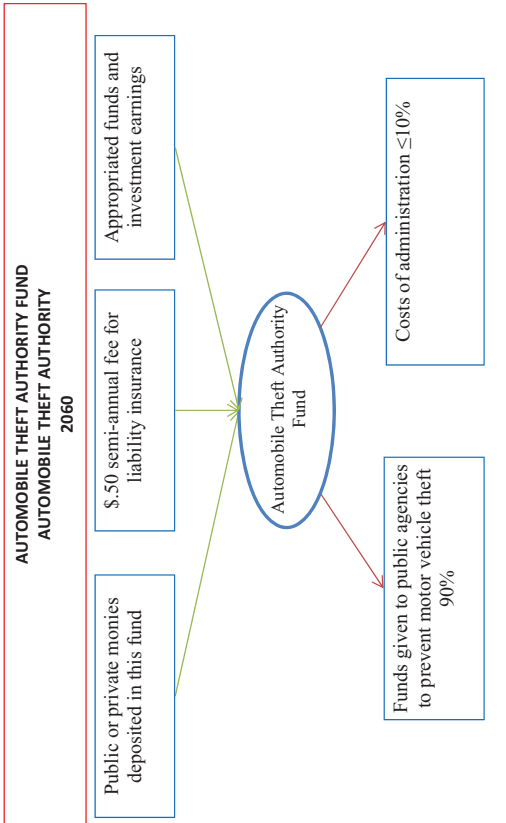 AUTOMOBILE THEFT AUTHORITY FUND
AUTOMOBILE THEFT AUTHORITY
2060
Public or private monies
deposited in this fund
$.50 semi-annual fee for
liability insurance
Appropriated funds and
investment earnings
Automobile Theft Authority
Fund
Funds given to public agencies
to prevent motor vehicle theft
90%
Costs of administration ≤10%